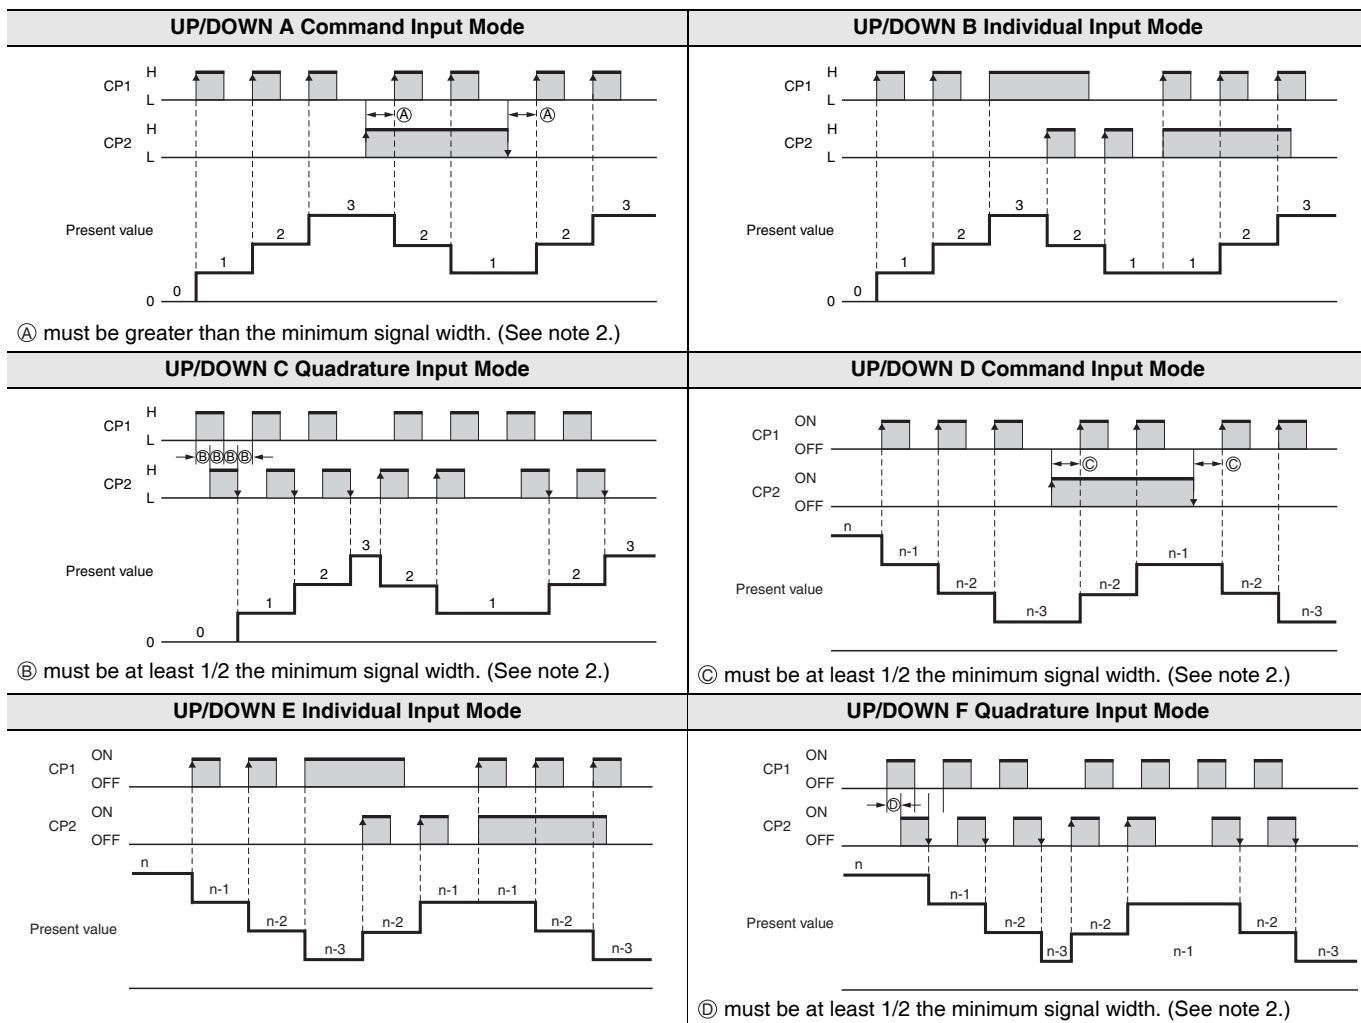 UP/DOWN A Command Input Mode
CP1
H
L
Ⓐ Ⓐ
CP2
H
L
Present value
3 3
2 2 2
1 1
0
0
Ⓐ must be greater than the minimum signal width. (See note 2.)
UP/DOWN B Individual Input Mode
CP1
H
L
CP2
H
L
Present value
3 3
2 2 2
1 1 1
0
0
UP/DOWN C Quadrature Input Mode
CP1
H
L
Ⓑ Ⓑ Ⓑ Ⓑ
CP2
H
L
Present value
3 3
2 2 2
1 1
0
0
Ⓑ must be at least 1/2 the minimum signal width. (See note 2.)
UP/DOWN D Command Input Mode
CP1
ON
OFF
Ⓒ Ⓒ
CP2
ON
OFF
n
n-1 n-1
n-2 n-2 n-2
Present value
n-3 n-3
Ⓒ must be at least 1/2 the minimum signal width. (See note 2.)
UP/DOWN E Individual Input Mode
CP1
ON
OFF
CP2
ON
OFF
n
n-1 n-1 n-1
n-2 n-2 n-2
Present value
n-3 n-3
UP/DOWN F Quadrature Input Mode
CP1
ON
OFF
Ⓓ
CP2
ON
OFF
n
n-1
n-2 n-2 n-2
Present value
n-3 n-1 n-3
Ⓓ must be at least 1/2 the minimum signal width. (See note 2.)